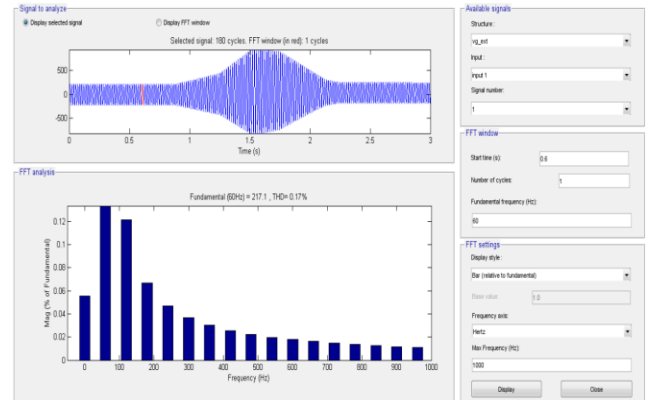 Signal to analyze
Display selected signal
Display FFT window
Selected signal: 180 cycles. FFT window (in red): 1 cycles
500
0
-500
0
0.5
1
1.5
2
2.5
3
Time (s)
FFT analysis
Fundamental (60Hz) = 217.1 , THD= 0.17%
Mag (% of Fundamental)
0.12
0.1
0.08
0.06
0.04
0.02
0
0
100
200
300
400
500
600
700
800
900
1000
Frequency (Hz)
Available signals
Structure :
vg_ext
Input :
input 1
Signal number:
1
FFT window
Start time (s):
0.6
Number of cycles:
1
Fundamental frequency (Hz):
60
FFT settings
Display style :
Bar (relative to fundamental)
Base value:
1.0
Frequency axis:
Hertz
Max Frequency (Hz):
1000
Display
Close